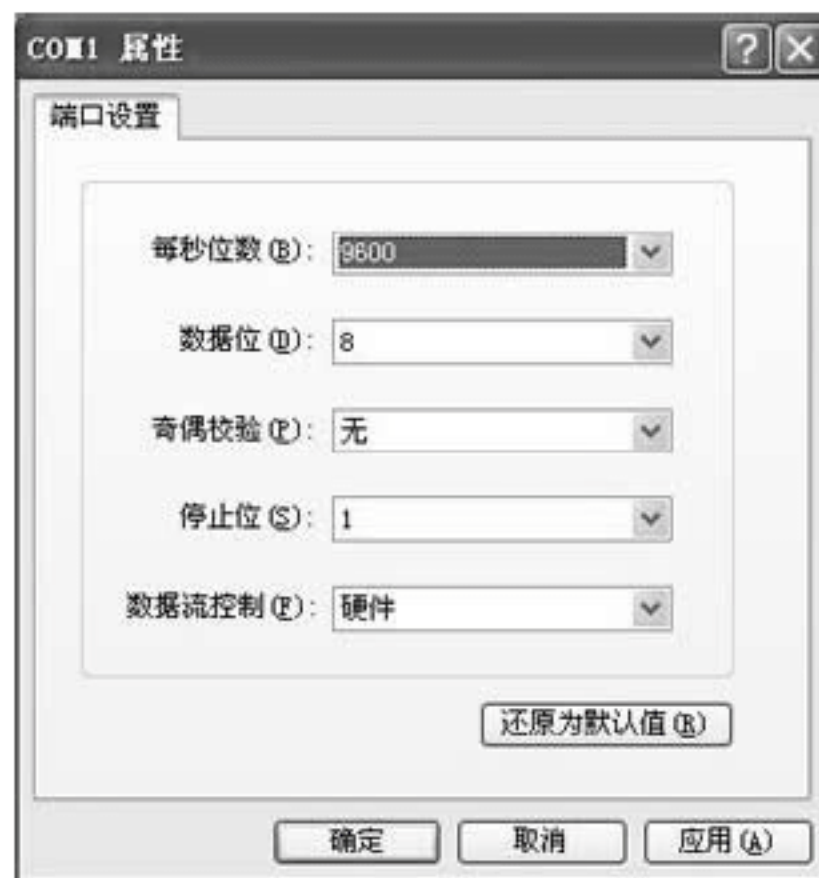 COM1 属性
端口设置
每秒位数(B): 9600
数据位(D): 8
奇偶校验(P): 无
停止位(S): 1
数据流控制(F): 硬件
还原为默认值(R)
确定 取消 应用(A)